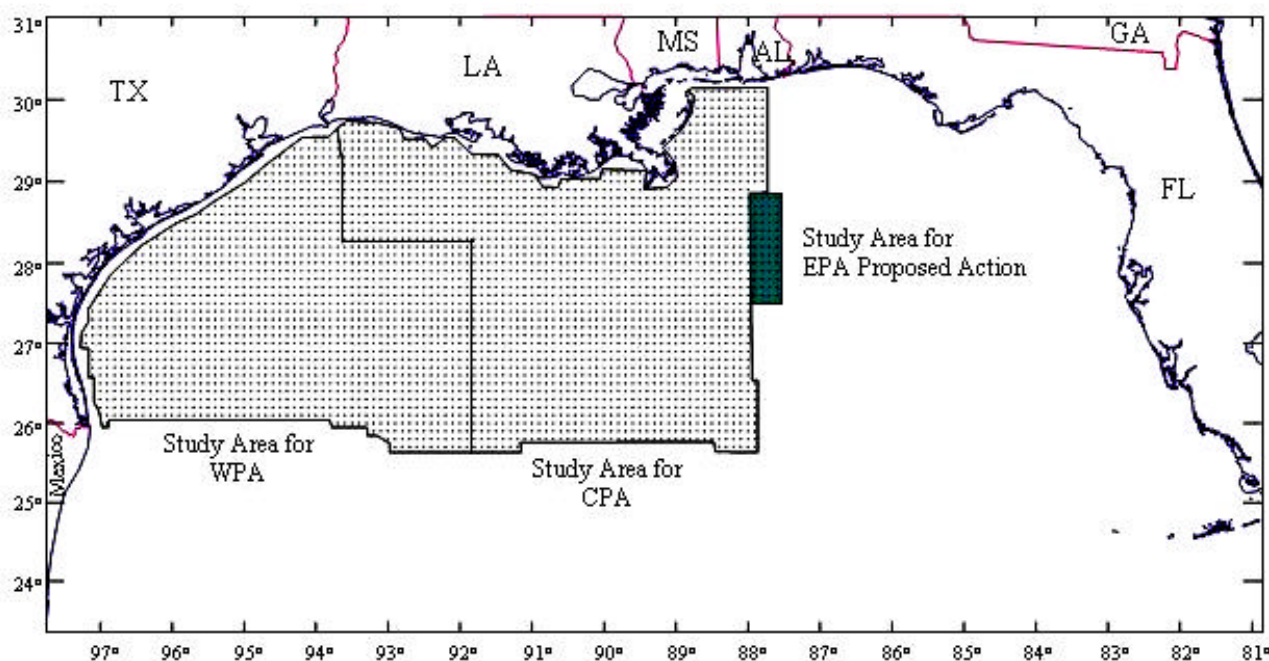 31°
30°
29°
28°
27°
26°
25°
24°
TX
LA
MS
AL
GA
FL
Study Area for
EPA Proposed Action
Study Area for
WPA
Study Area for
CPA
Mexico
97°
96°
95°
94°
93°
92°
91°
90°
89°
88°
87°
86°
85°
84°
83°
82°
81°